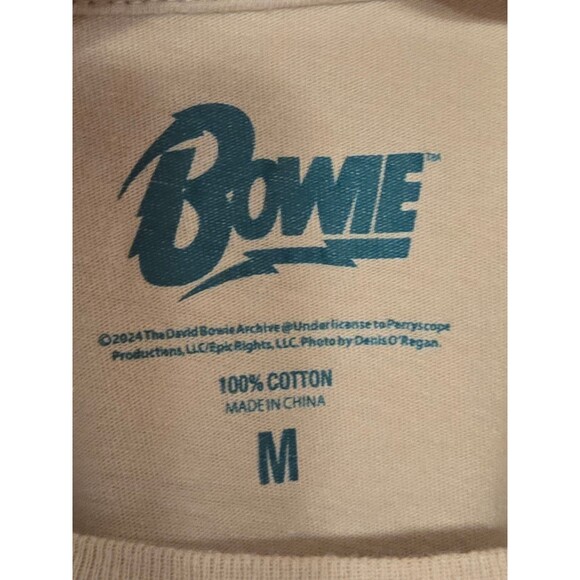 BOWIE™
©2024 The David Bowie Archive @Under license to Perryscope
Productions, LLC/Epic Rights, LLC. Photo by Denis O'Regan.
100% COTTON
MADE IN CHINA
M